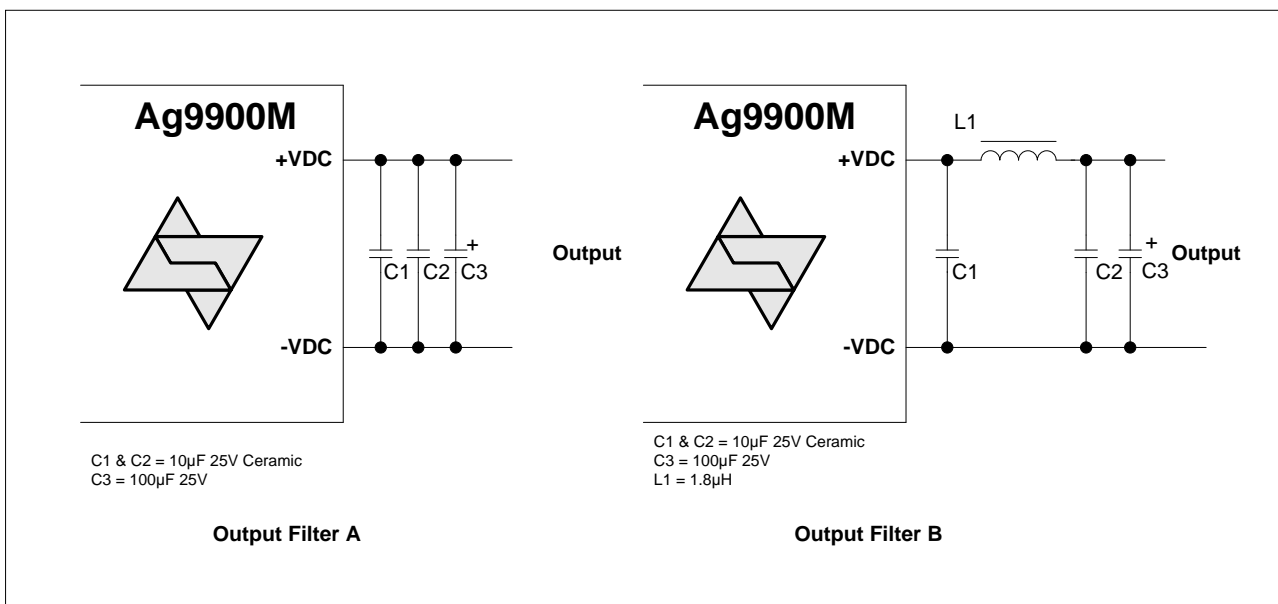 Ag9900M
+VDC
C1
C2
C3
+
Output
-VDC
C1 & C2 = 10µF 25V Ceramic
C3 = 100µF 25V
Output Filter A
Ag9900M
L1
+VDC
C1
C2
C3
+
Output
-VDC
C1 & C2 = 10µF 25V Ceramic
C3 = 100µF 25V
L1 = 1.8µH
Output Filter B